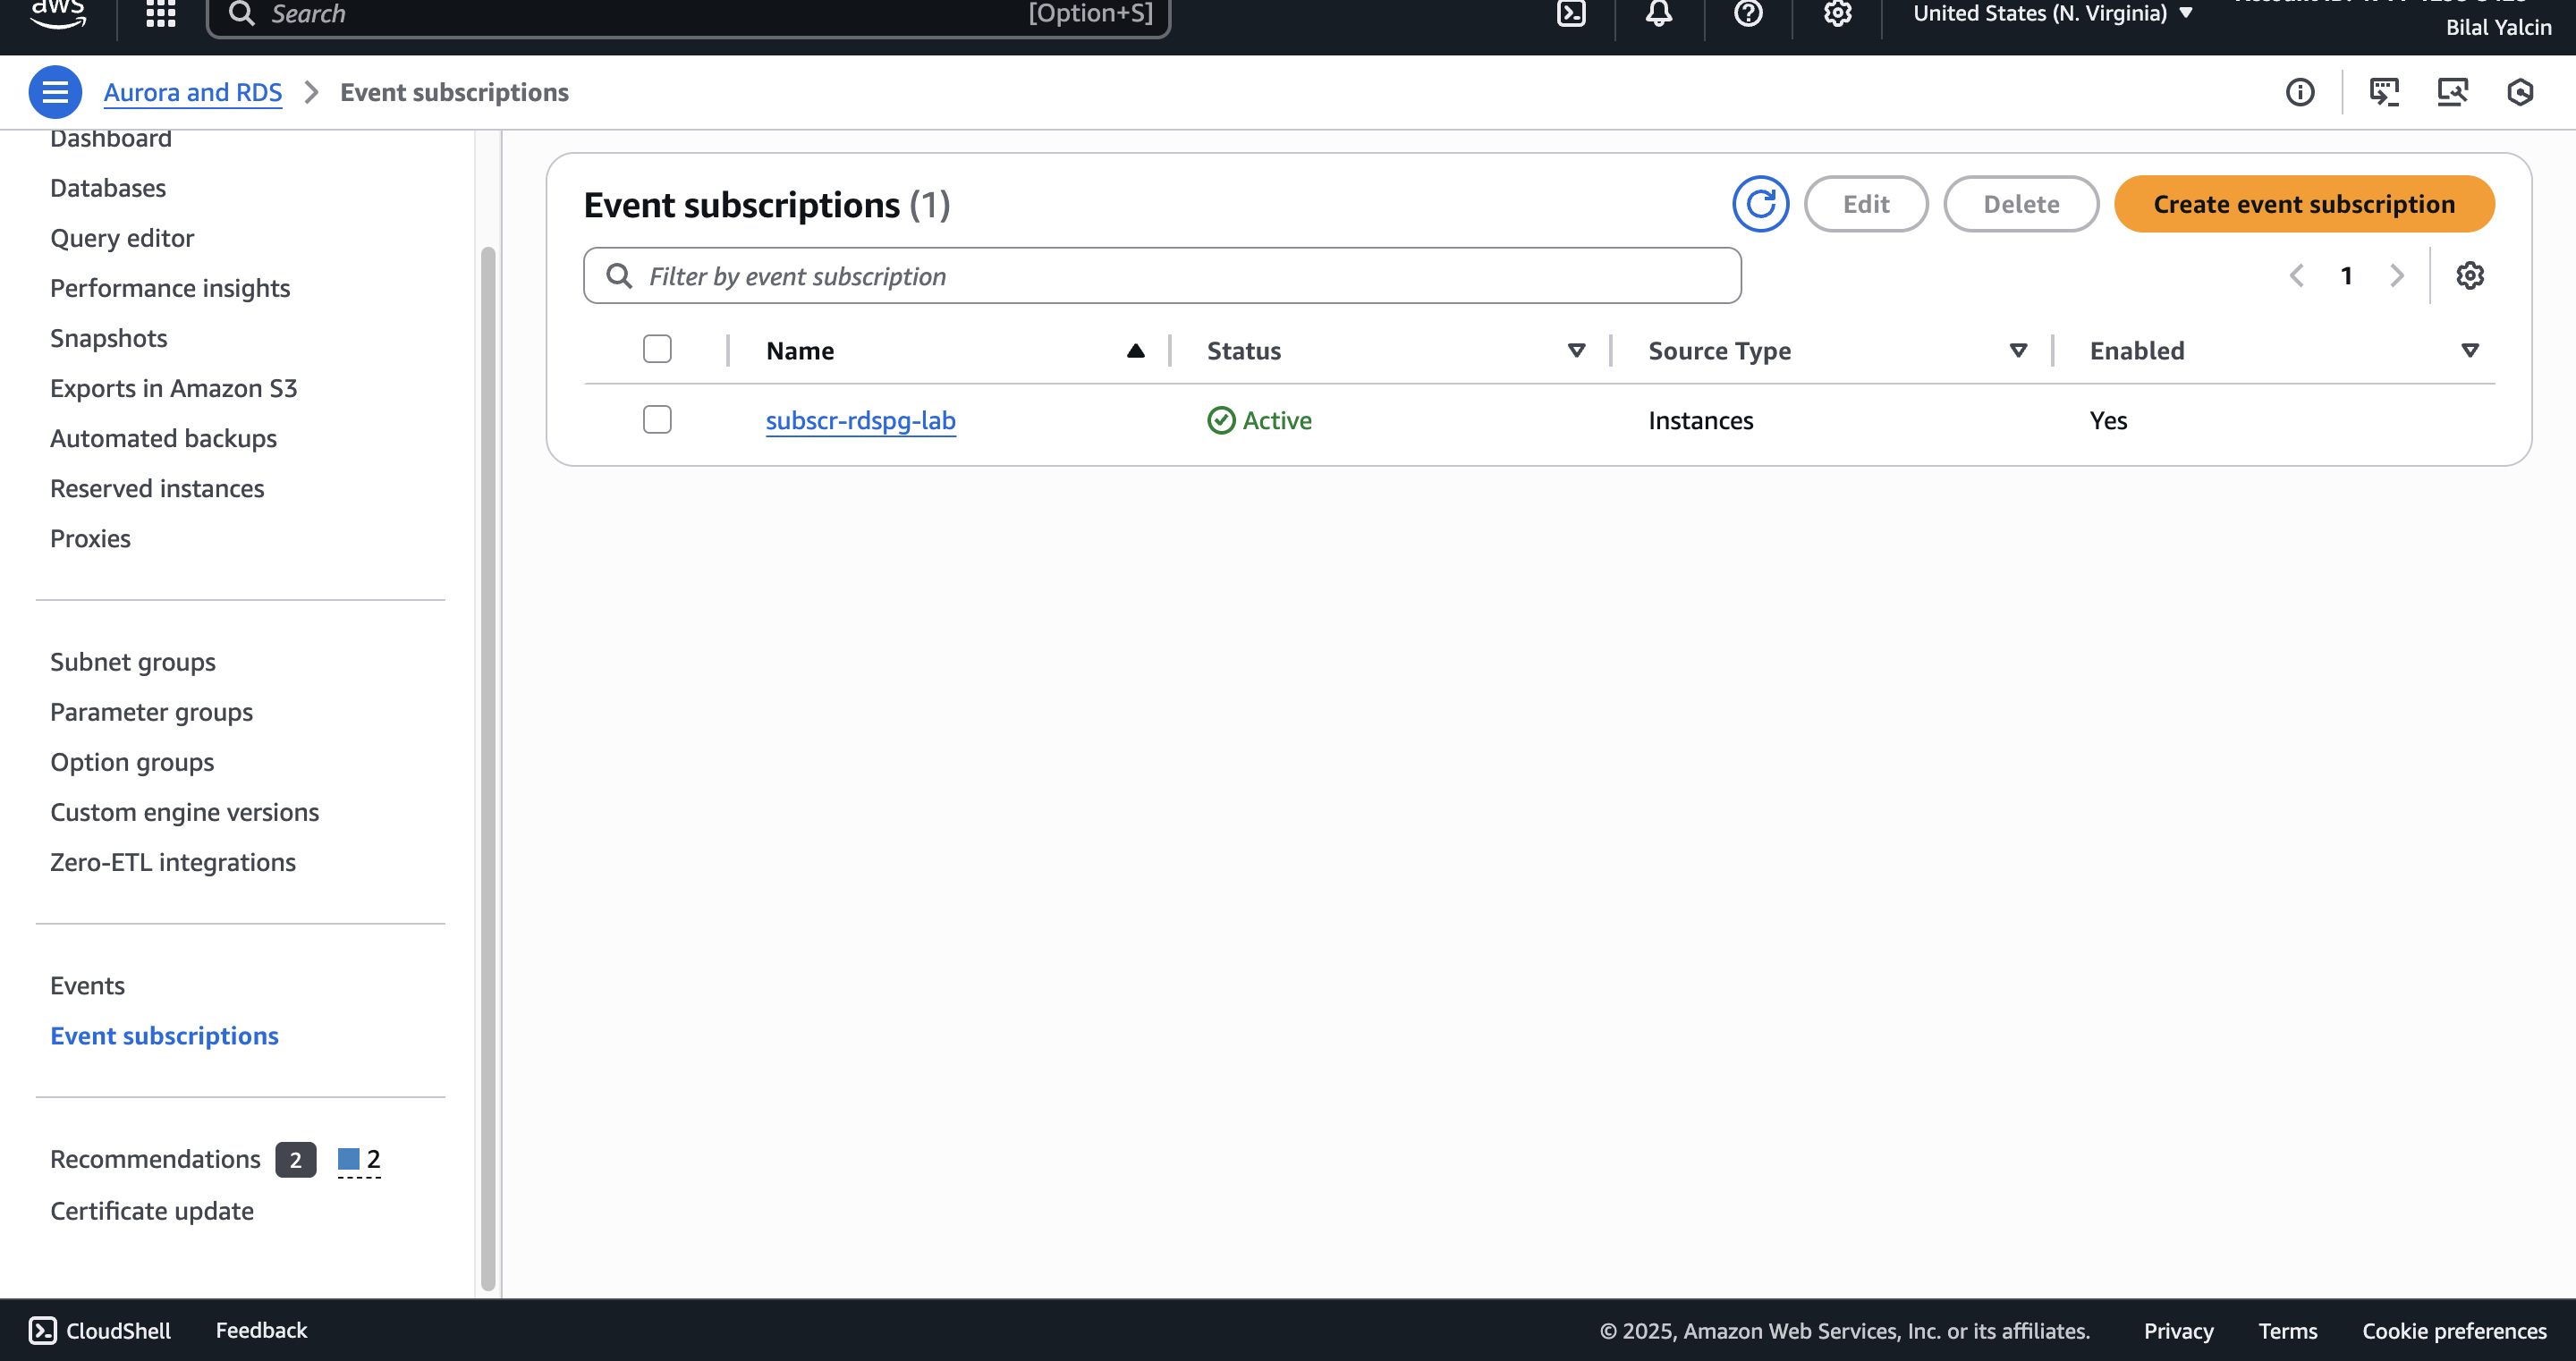 aws
Search
[Option+S]
United States (N. Virginia)
Bilal Yalcin
Aurora and RDS
Event subscriptions
Dashboard
Databases
Query editor
Performance insights
Snapshots
Exports in Amazon S3
Automated backups
Reserved instances
Proxies
Subnet groups
Parameter groups
Option groups
Custom engine versions
Zero-ETL integrations
Events
Event subscriptions
Recommendations 2 2
Certificate update
Event subscriptions (1)
Edit
Delete
Create event subscription
Filter by event subscription
1
Name Status Source Type Enabled
subscr-rdspg-lab Active Instances Yes
CloudShell Feedback © 2025, Amazon Web Services, Inc. or its affiliates. Privacy Terms Cookie preferences